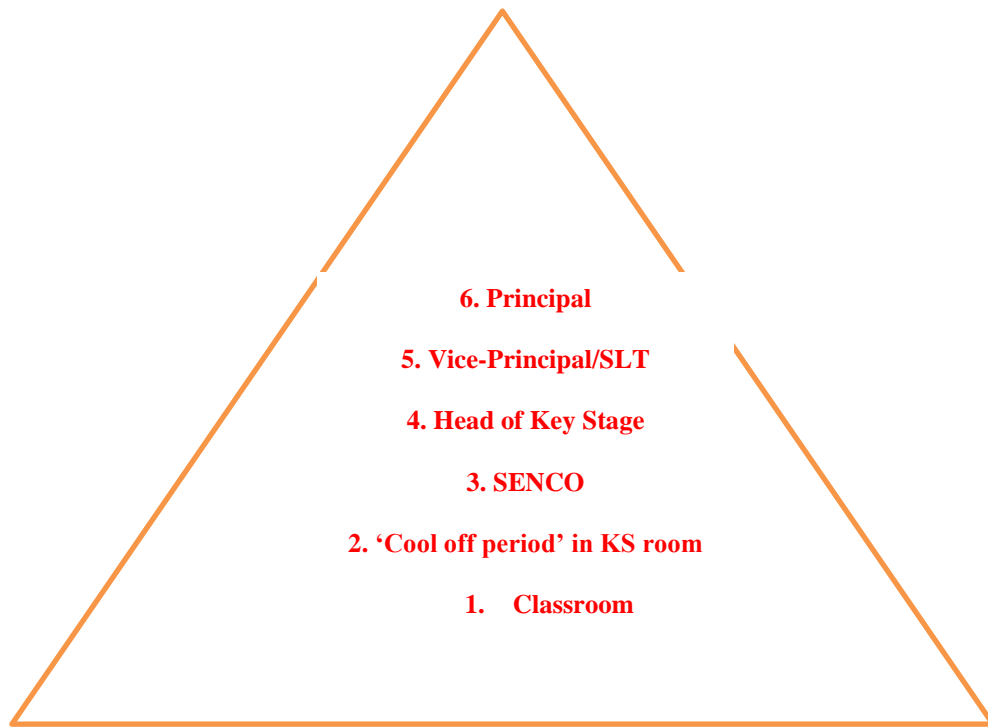 6. Principal
5. Vice-Principal/SLT
4. Head of Key Stage
3. SENCO
2. ‘Cool off period’ in KS room
1. Classroom